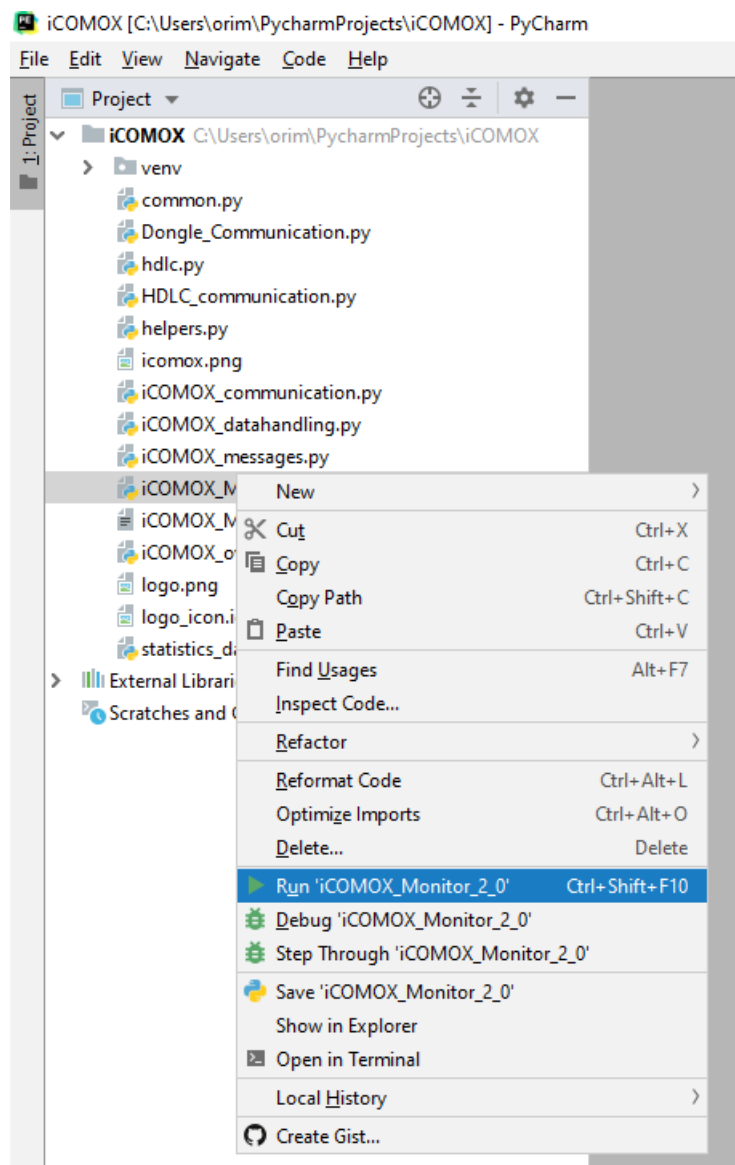 iCOMOX [C:\Users\orim\PycharmProjects\iCOMOX] - PyCharm
File Edit View Navigate Code Help
1: Project
Project
iCOMOX C:\Users\orim\PycharmProjects\iCOMOX
venv
common.py
Dongle_Communication.py
hdlc.py
HDLC_communication.py
helpers.py
icomox.png
iCOMOX_communication.py
iCOMOX_datahandling.py
iCOMOX_messages.py
iCOMOX_M
iCOMOX_M
iCOMOX_o
logo.png
logo_icon.i
statistics_d
External Librari
Scratches and
New
Cut Ctrl+X
Copy Ctrl+C
Copy Path Ctrl+Shift+C
Paste Ctrl+V
Find Usages Alt+F7
Inspect Code...
Refactor
Reformat Code Ctrl+Alt+L
Optimize Imports Ctrl+Alt+O
Delete... Delete
Run 'iCOMOX_Monitor_2_0' Ctrl+Shift+F10
Debug 'iCOMOX_Monitor_2_0'
Step Through 'iCOMOX_Monitor_2_0'
Save 'iCOMOX_Monitor_2_0'
Show in Explorer
Open in Terminal
Local History
Create Gist...